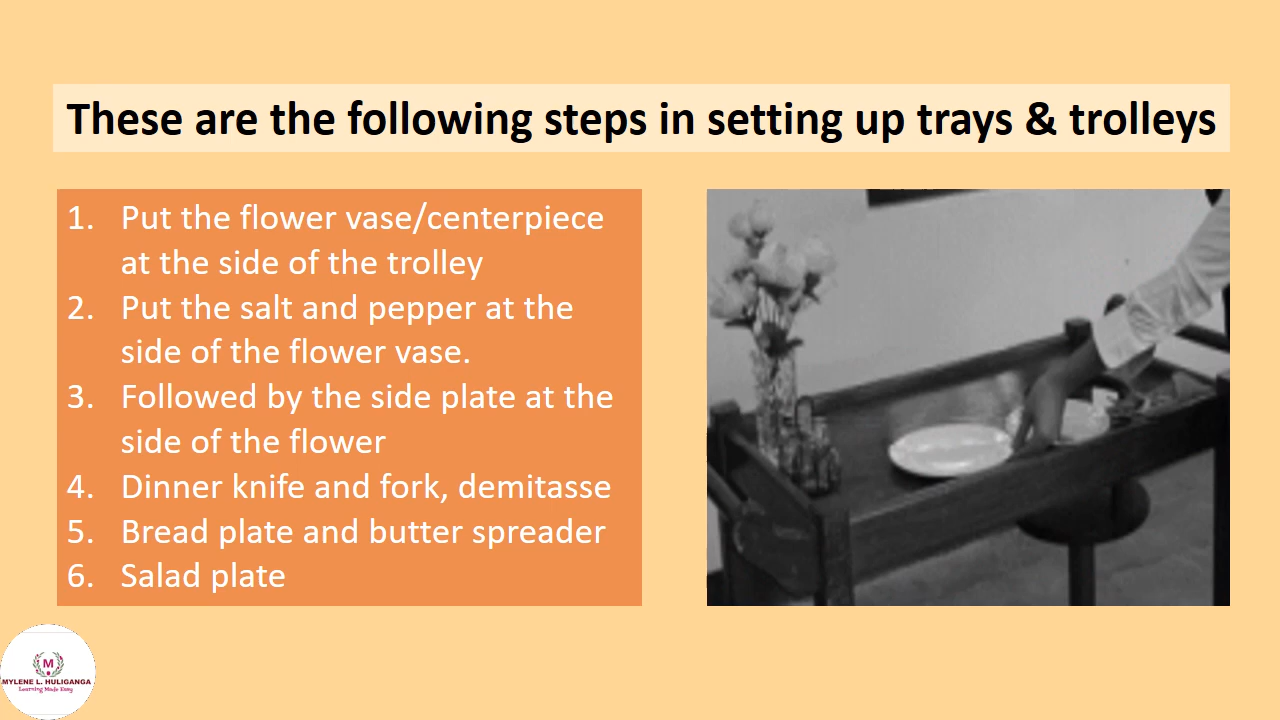 These are the following steps in setting up trays & trolleys
1. Put the flower vase/centerpiece
at the side of the trolley
2. Put the salt and pepper at the
side of the flower vase.
3. Followed by the side plate at the
side of the flower
4. Dinner knife and fork, demitasse
5. Bread plate and butter spreader
6. Salad plate
M
MYLENE L. HULIGANGA
Learning Made Easy